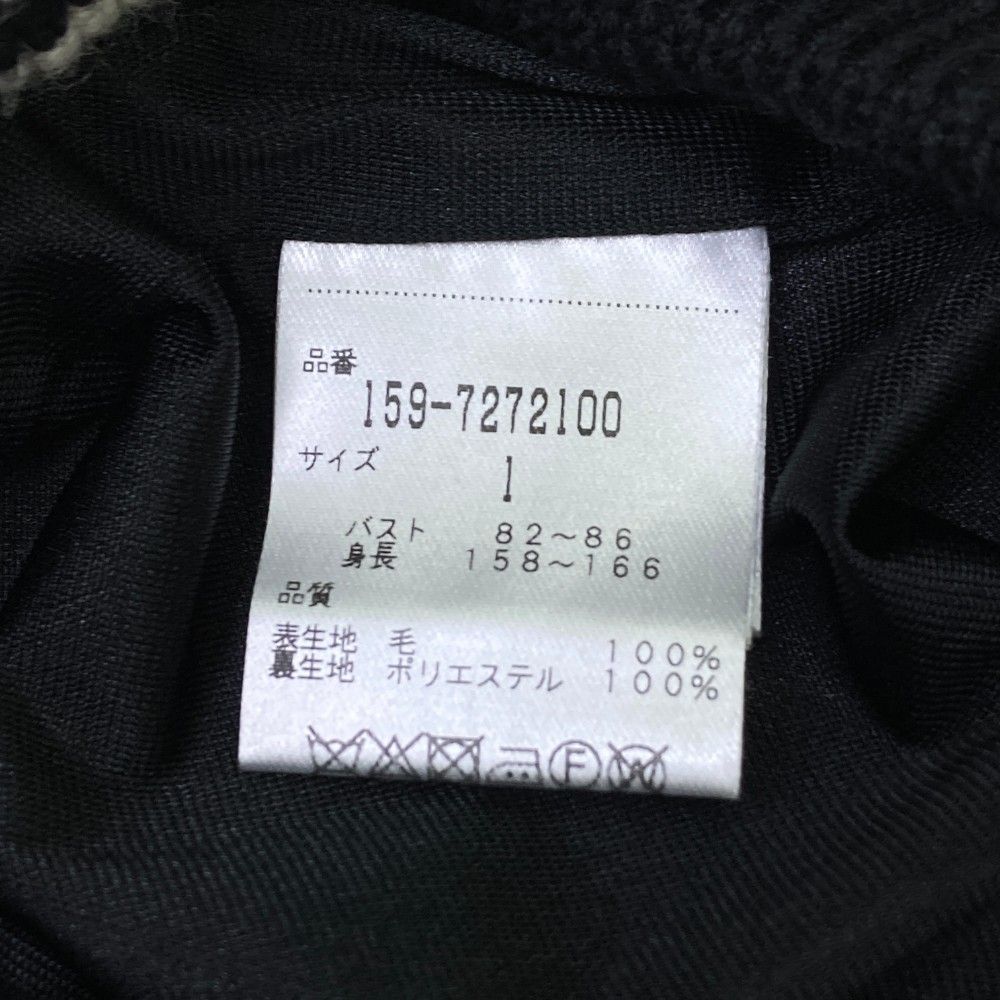 品番
159-7272100
サイズ
1
バスト 82～86
身長 158～166
品質
表生地 毛 100%
裏生地 ポリエステル 100%
F W